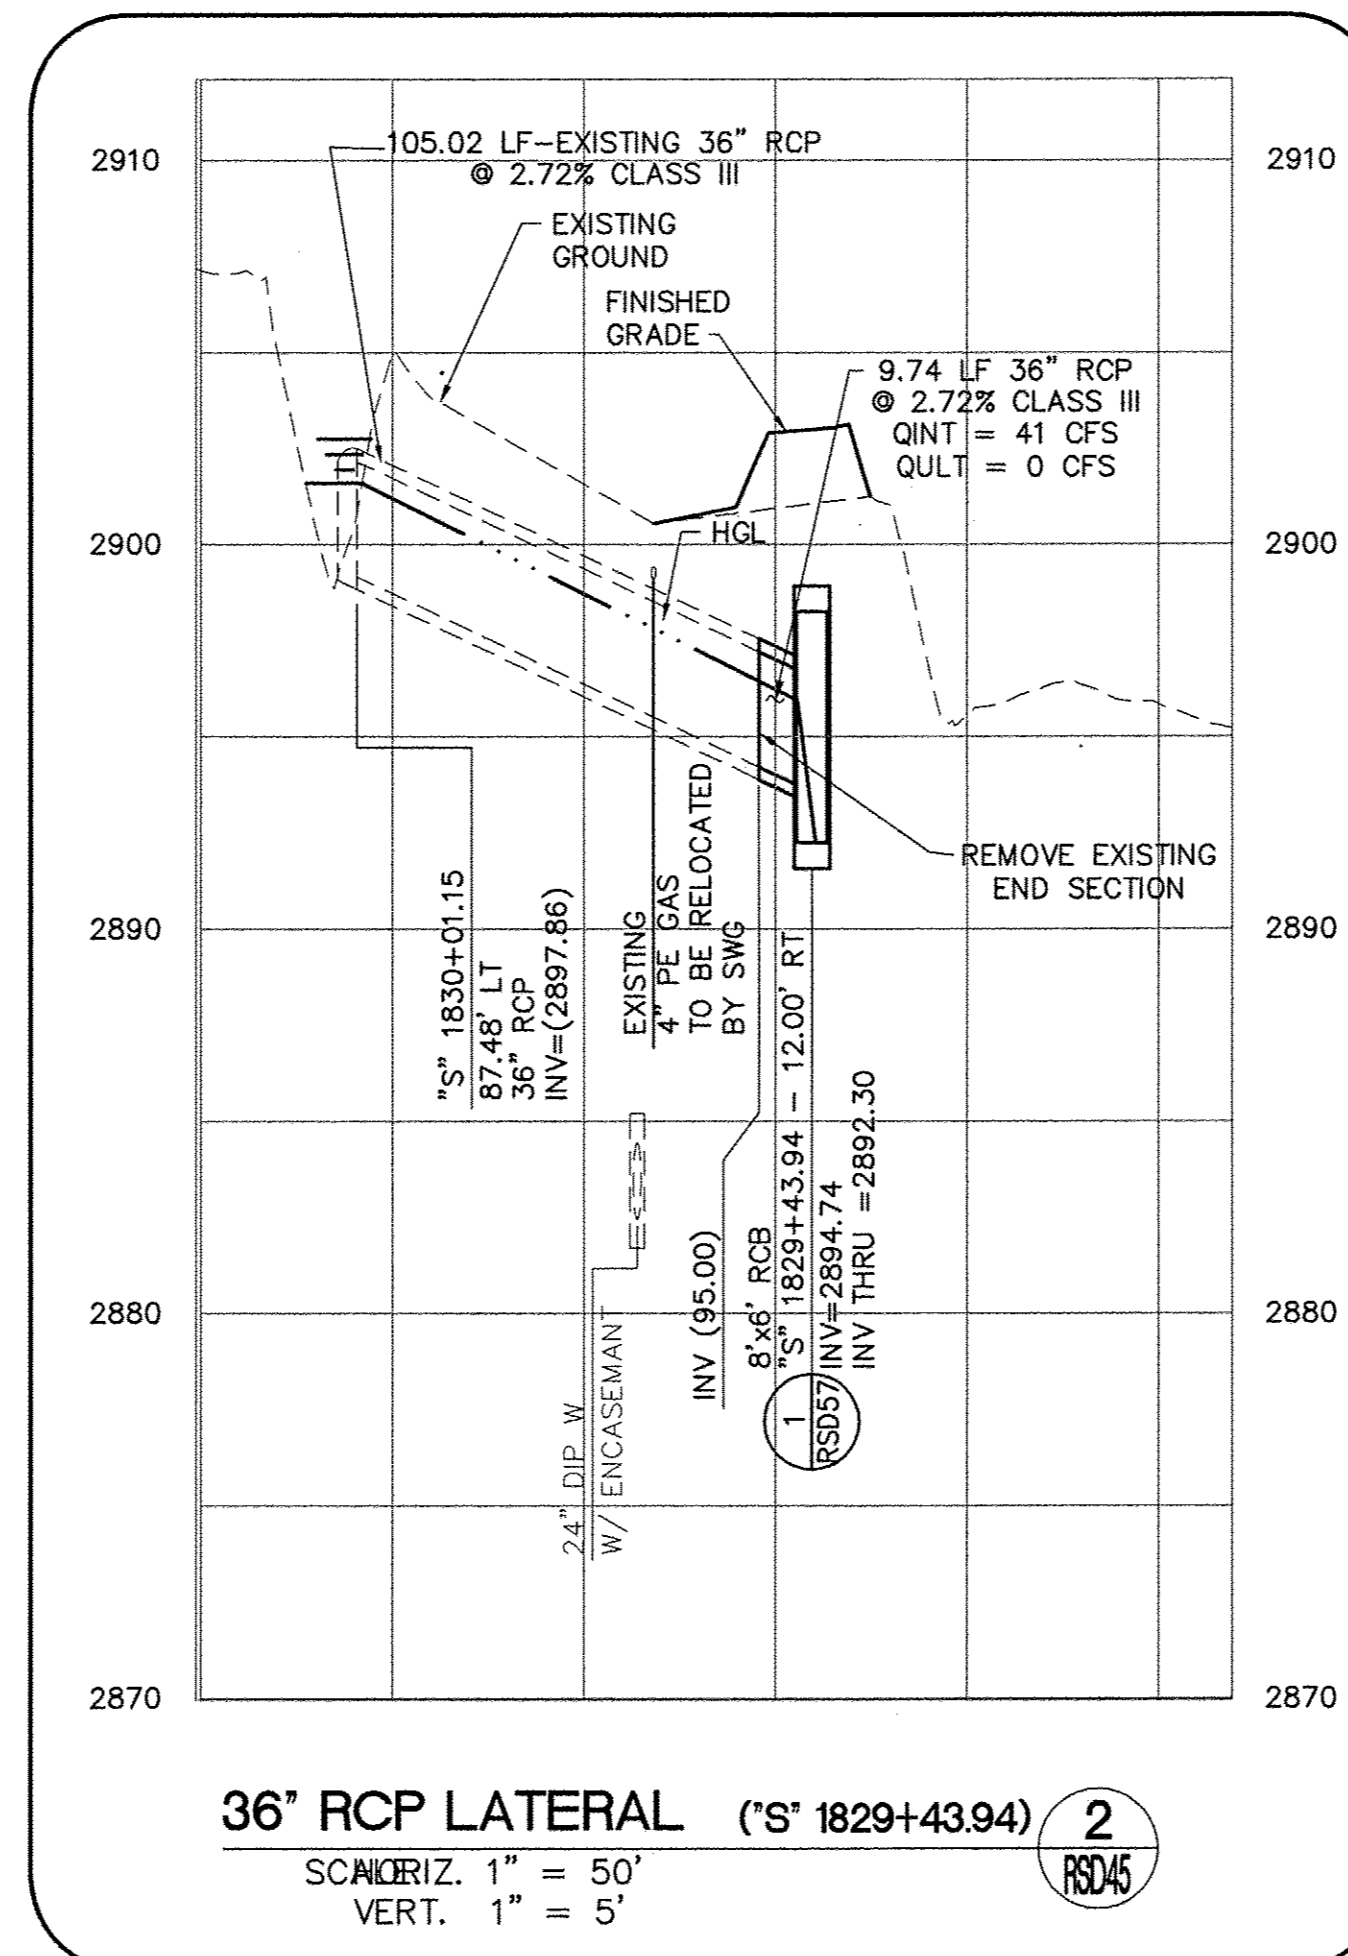 105.02 LF-EXISTING 36" RCP
@ 2.72% CLASS III
2910
2910
EXISTING
GROUND
FINISHED
GRADE
9.74 LF 36" RCP
@ 2.72% CLASS III
QINT = 41 CFS
QULT = 0 CFS
HGL
2900
2900
REMOVE EXISTING
END SECTION
2890
2890
"S" 1830+01.15
87.48' LT
36" RCP
INV=(2897.86)
EXISTING
4" PE GAS
TO BE RELOCATED
BY SWG
INV (95.00)
8'x6' RCB
"S" 1829+43.94 - 12.00' RT
INV=2894.74
INV THRU =2892.30
1
RSD57
2880
2880
24" DIP W
W/ ENCASEMANT
2870
2870
36" RCP LATERAL ("S" 1829+43.94)
2
RSD45
HORIZ. 1" = 50'
VERT. 1" = 5'